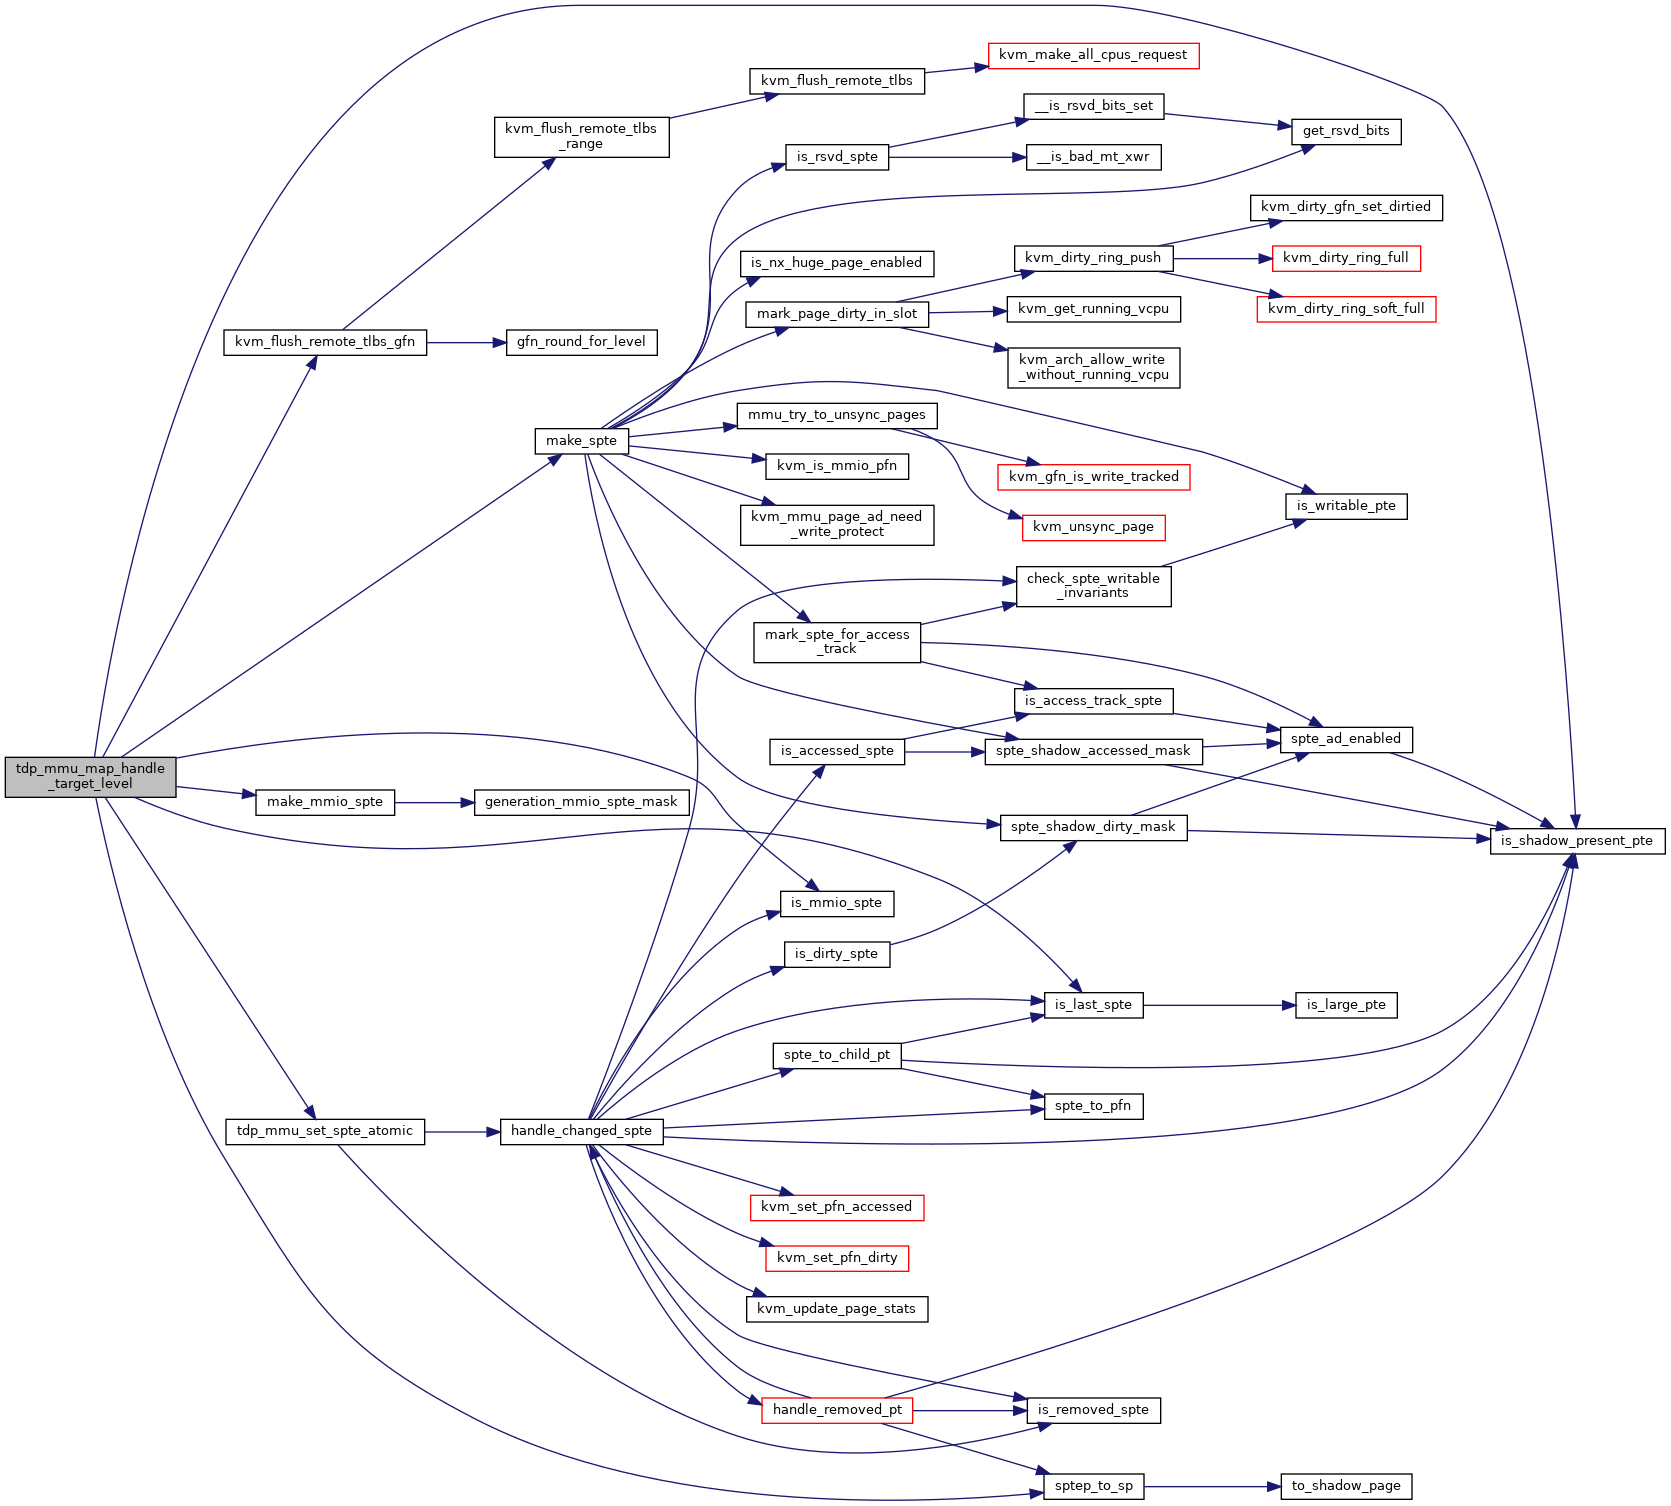 kvm_make_all_cpus_request
kvm_flush_remote_tlbs
__is_rsvd_bits_set
kvm_flush_remote_tlbs
_range
get_rsvd_bits
is_rsvd_spte
__is_bad_mt_xwr
kvm_dirty_gfn_set_dirtied
is_nx_huge_page_enabled
kvm_dirty_ring_push
kvm_dirty_ring_full
mark_page_dirty_in_slot
kvm_get_running_vcpu
kvm_dirty_ring_soft_full
kvm_flush_remote_tlbs_gfn
gfn_round_for_level
kvm_arch_allow_write
_without_running_vcpu
mmu_try_to_unsync_pages
make_spte
kvm_is_mmio_pfn
kvm_gfn_is_write_tracked
is_writable_pte
kvm_mmu_page_ad_need
_write_protect
kvm_unsync_page
check_spte_writable
_invariants
mark_spte_for_access
_track
is_access_track_spte
spte_ad_enabled
is_accessed_spte
spte_shadow_accessed_mask
tdp_mmu_map_handle
_target_level
make_mmio_spte
generation_mmio_spte_mask
spte_shadow_dirty_mask
is_shadow_present_pte
is_mmio_spte
is_dirty_spte
is_last_spte
is_large_pte
spte_to_child_pt
spte_to_pfn
tdp_mmu_set_spte_atomic
handle_changed_spte
kvm_set_pfn_accessed
kvm_set_pfn_dirty
kvm_update_page_stats
handle_removed_pt
is_removed_spte
sptep_to_sp
to_shadow_page